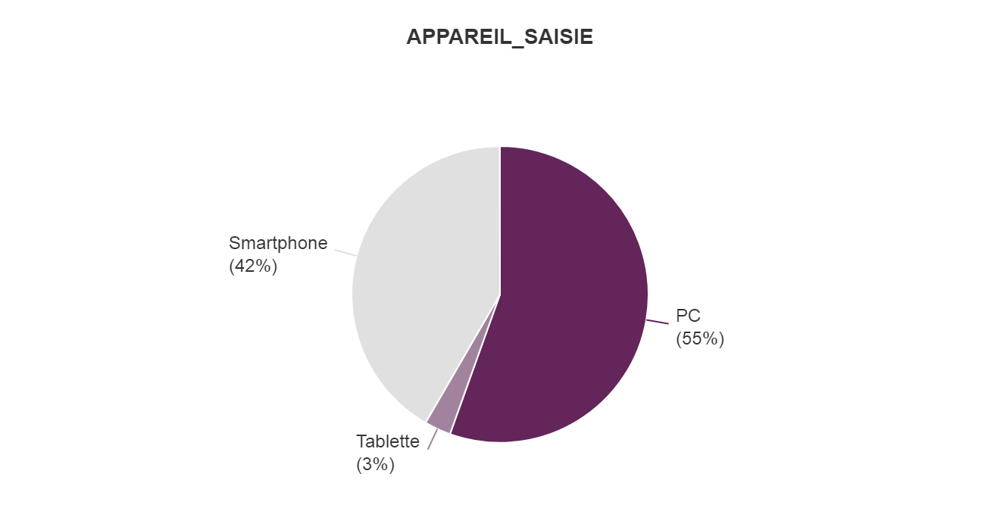 APPAREIL_SAISIE
Smartphone
(42%)
PC
(55%)
Tablette
(3%)